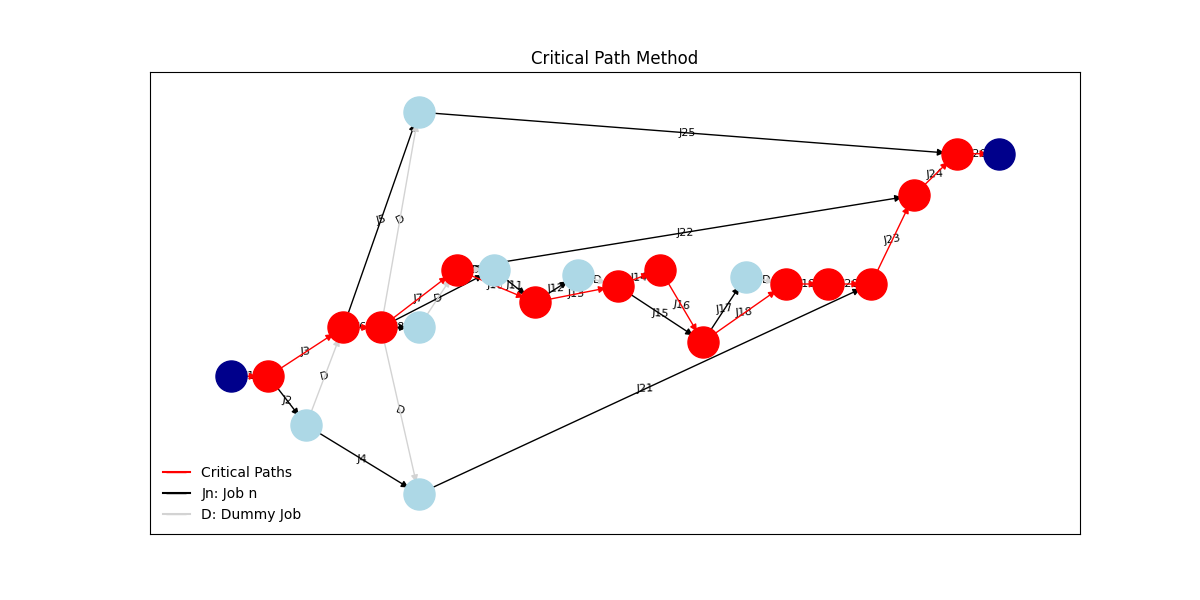 Critical Path Method
J25
J5
D
J24
J22
J23
J7
D
J11
J12
J13
D
J16
J15
J17
J18
D
J3
D
J2
J21
D
J4
Critical Paths
Jn: Job n
D: Dummy Job